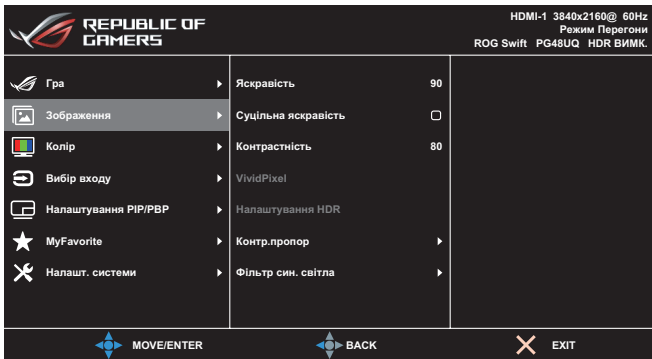 REPUBLIC OF
GAMERS
HDMI-1 3840x2160@ 60Hz
Режим Перегони
ROG Swift PG48UQ HDR ВИМК.
Гра
Зображення
Колір
Вибір входу
Налаштування PIP/PBP
MyFavorite
Налашт. системи
Яскравість 90
Суцільна яскравість
Контрастність 80
VividPixel
Налаштування HDR
Контр.пропор
Фільтр син. світла
MOVE/ENTER
BACK
EXIT